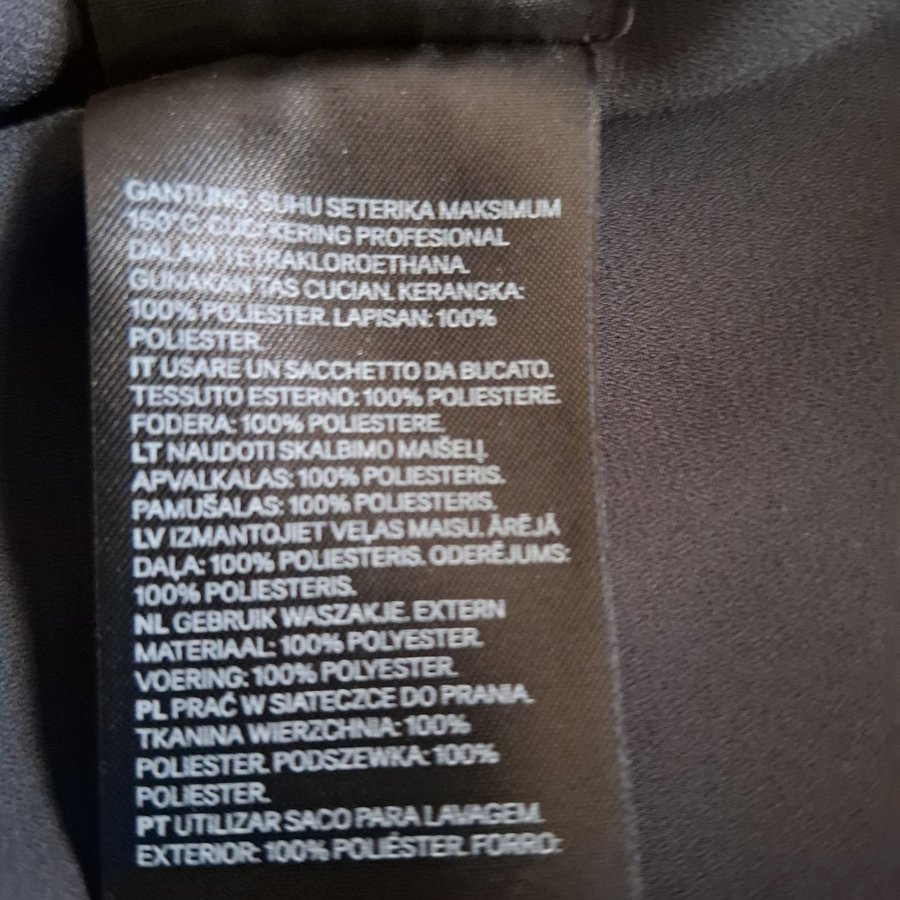 GANTUNG. SUHU SETERIKA MAKSIMUM
150°C. CUCI KERING PROFESIONAL
DALAM TETRAKLOROETHANA.
GUNAKAN TAS CUCIAN. KERANGKA:
100% POLIESTER. LAPISAN: 100%
POLIESTER.
IT USARE UN SACCHETTO DA BUCATO.
TESSUTO ESTERNO: 100% POLIESTERE.
FODERA: 100% POLIESTERE.
LT NAUDOTI SKALBIMO MAIŠELĮ.
APVALKALAS: 100% POLIESTERIS.
PAMUŠALAS: 100% POLIESTERIS.
LV IZMANTOJIET VEĻAS MAISU. ĀRĒJĀ
DAĻA: 100% POLIESTERIS. ODERĒJUMS:
100% POLIESTERIS.
NL GEBRUIK WASZAKJE. EXTERN
MATERIAAL: 100% POLYESTER.
VOERING: 100% POLYESTER.
PL PRAĆ W SIATECZCE DO PRANIA.
TKANINA WIERZCHNIA: 100%
POLIESTER. PODSZEWKA: 100%
POLIESTER.
PT UTILIZAR SACO PARA LAVAGEM.
EXTERIOR: 100% POLIÉSTER. FORRO: